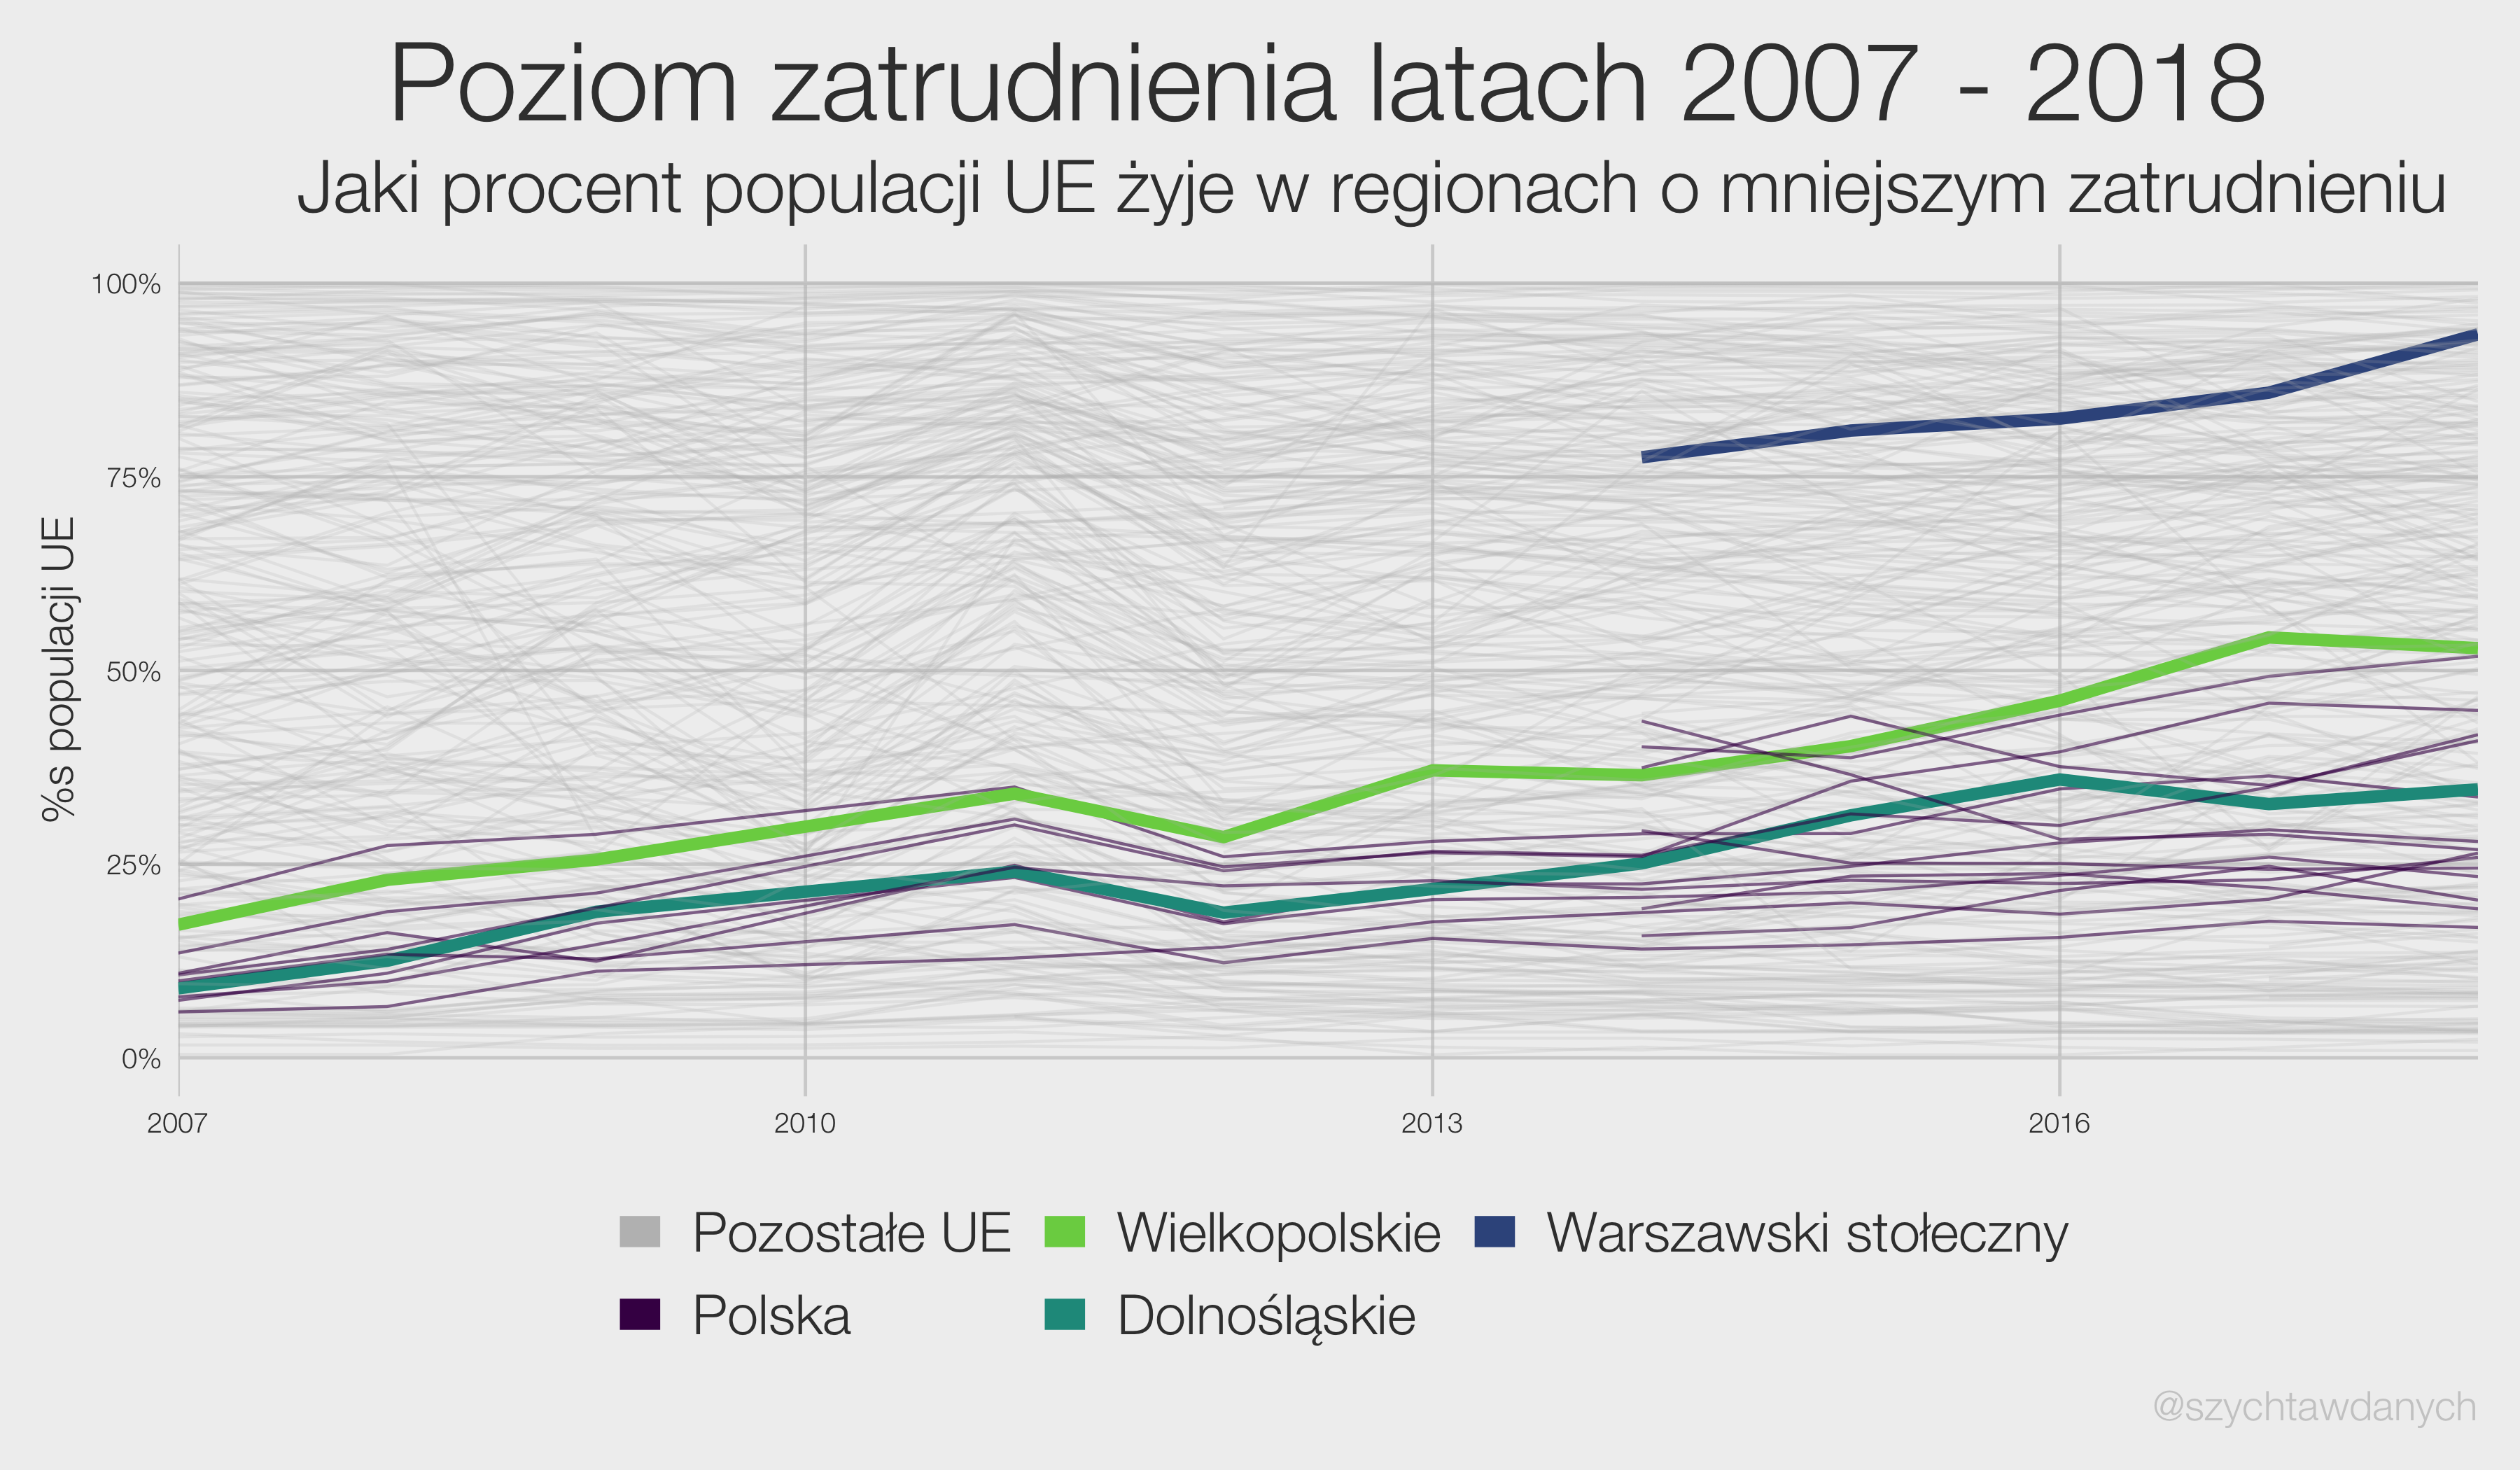 Poziom zatrudnienia latach 2007 - 2018
Jaki procent populacji UE żyje w regionach o mniejszym zatrudnieniu
100%
75%
50%
25%
0%
%s populacji UE
2007 2010 2013 2016
Pozostałe UE Wielkopolskie Warszawski stołeczny
Polska Dolnośląskie
@szychtawdanych